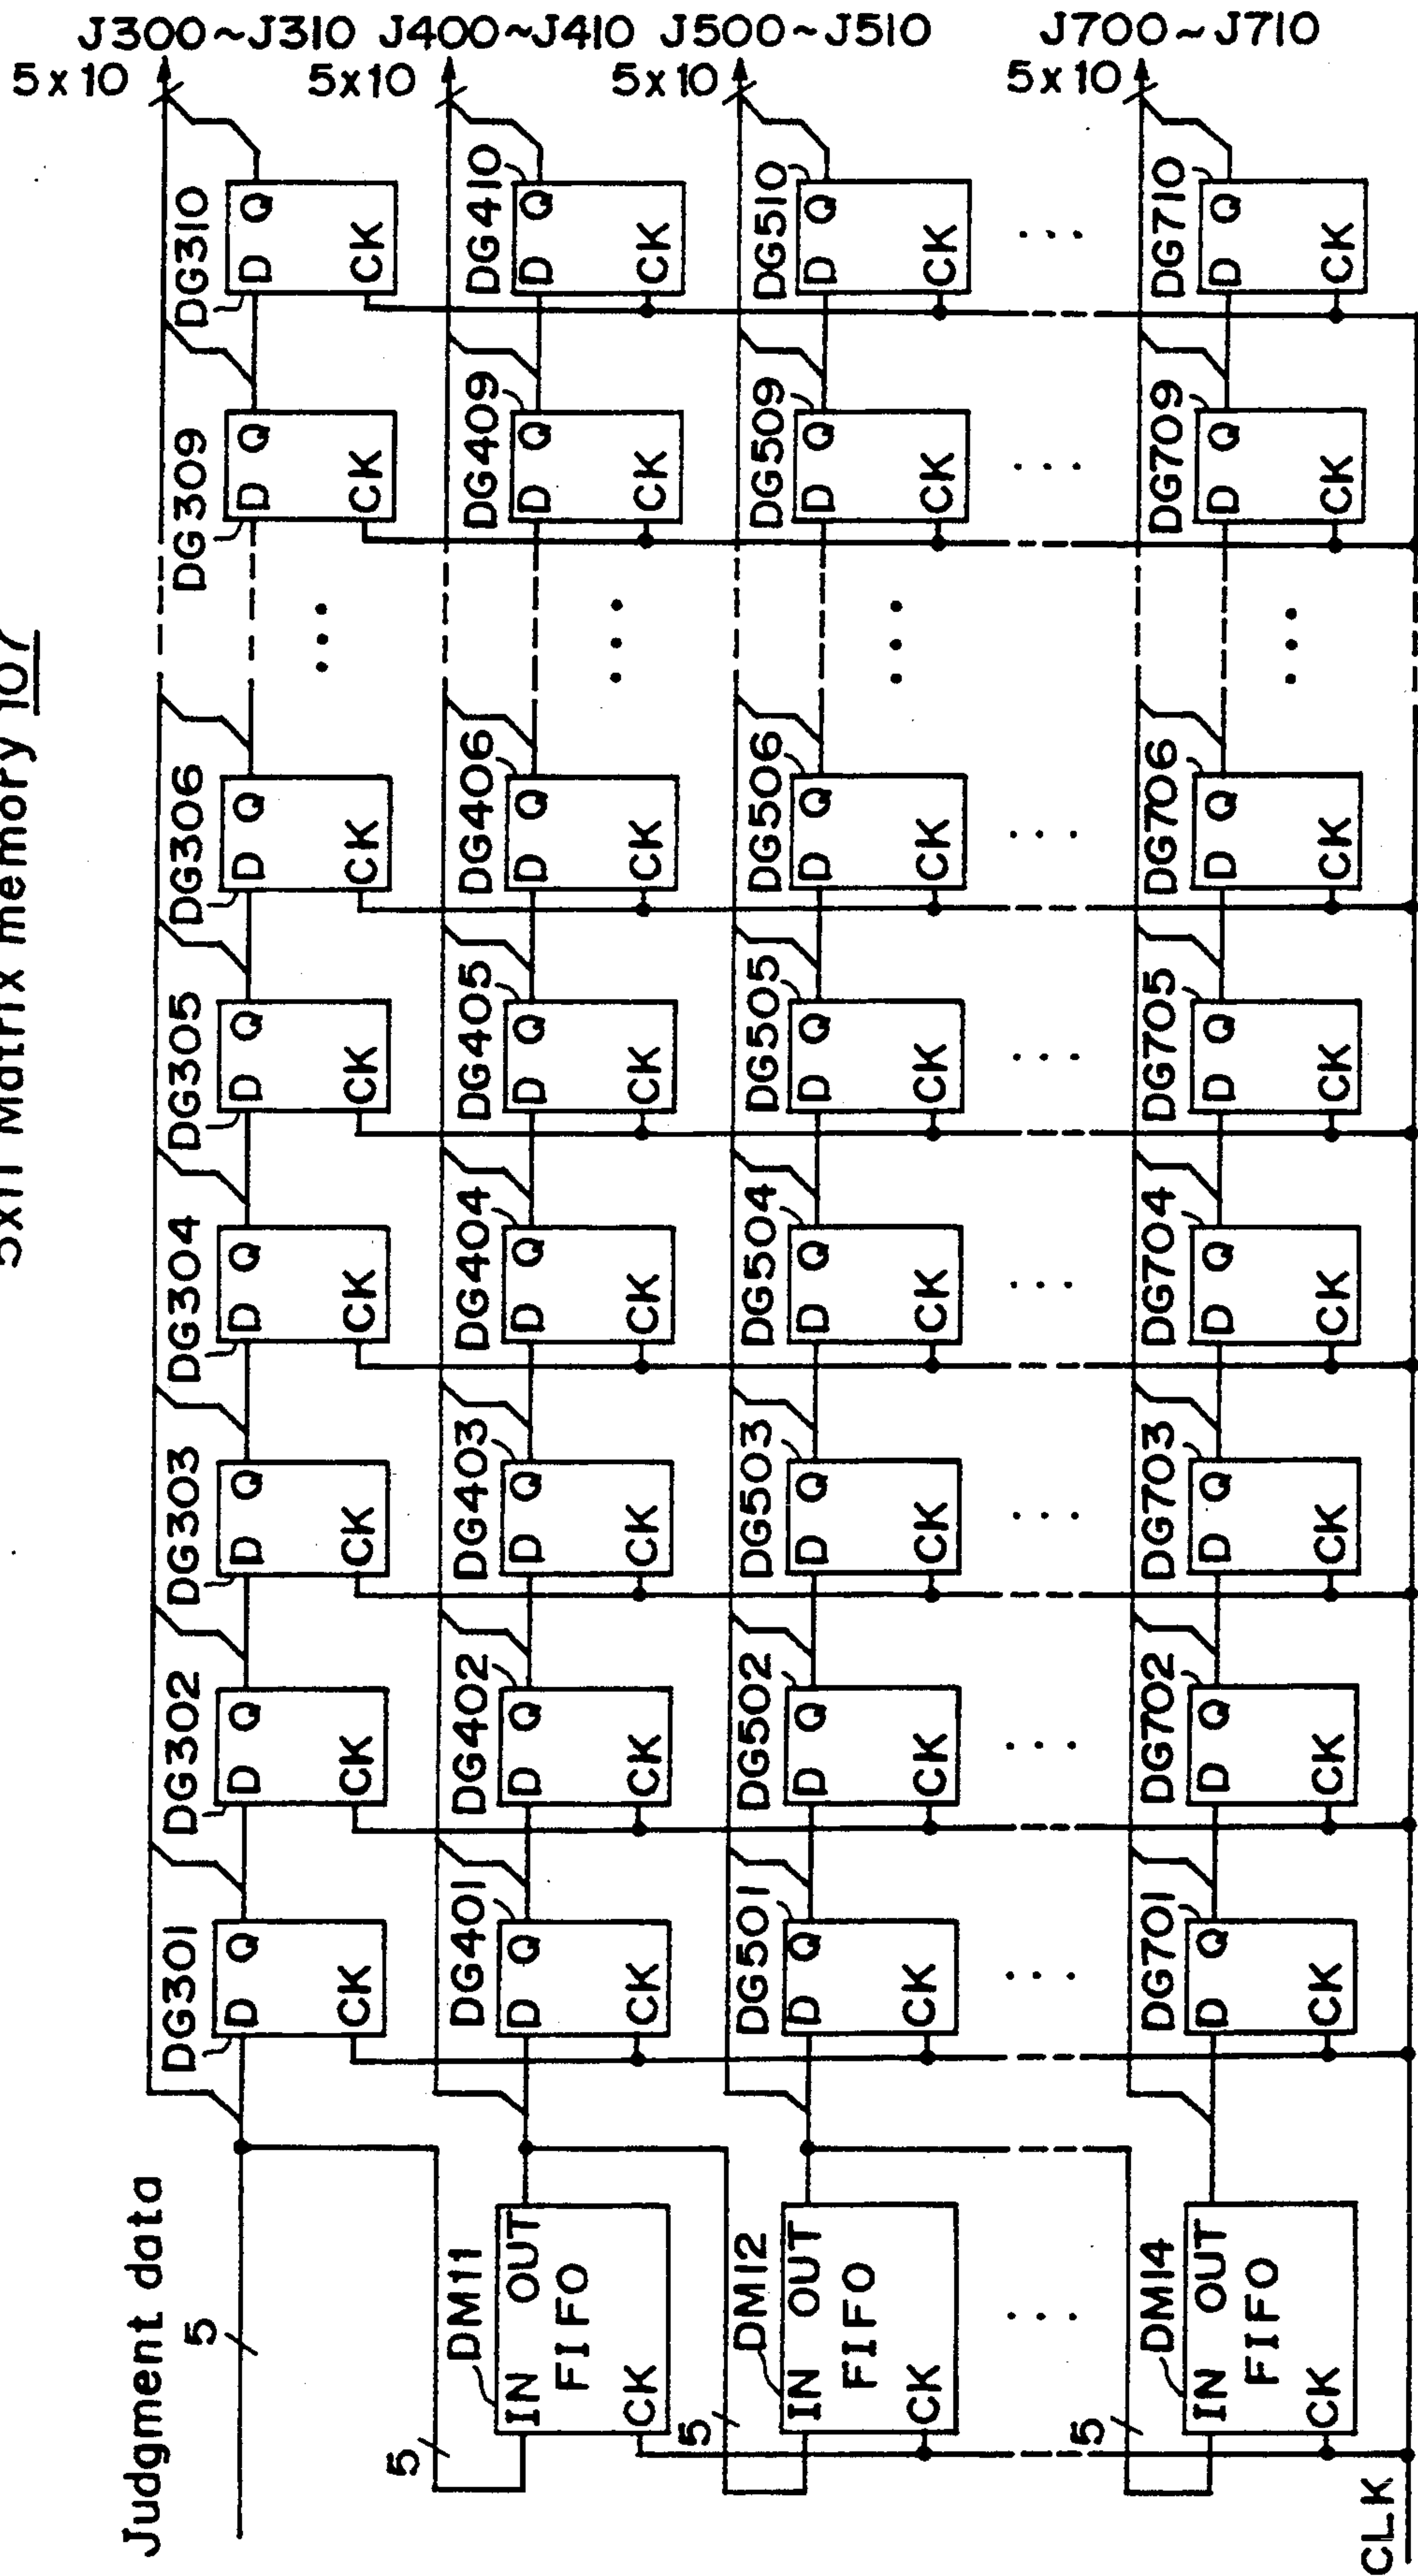 5x11 Matrix memory 107
J300~J310
5x10
J400~J410
5x10
J500~J510
5x10
J700~J710
5x10
Judgment data
5
DG301
D Q
CK
DG302
D Q
CK
DG303
D Q
CK
DG304
D Q
CK
DG305
D Q
CK
DG306
D Q
CK
DG309
D Q
CK
DG310
D Q
CK
5
DM11
IN OUT
FIFO
CK
DG401
D Q
CK
DG402
D Q
CK
DG403
D Q
CK
DG404
D Q
CK
DG405
D Q
CK
DG406
D Q
CK
DG409
D Q
CK
DG410
D Q
CK
5
DM12
IN OUT
FIFO
CK
DG501
D Q
CK
DG502
D Q
CK
DG503
D Q
CK
DG504
D Q
CK
DG505
D Q
CK
DG506
D Q
CK
DG509
D Q
CK
DG510
D Q
CK
5
DM14
IN OUT
FIFO
CK
DG701
D Q
CK
DG702
D Q
CK
DG703
D Q
CK
DG704
D Q
CK
DG705
D Q
CK
DG706
D Q
CK
DG709
D Q
CK
DG710
D Q
CK
CLK